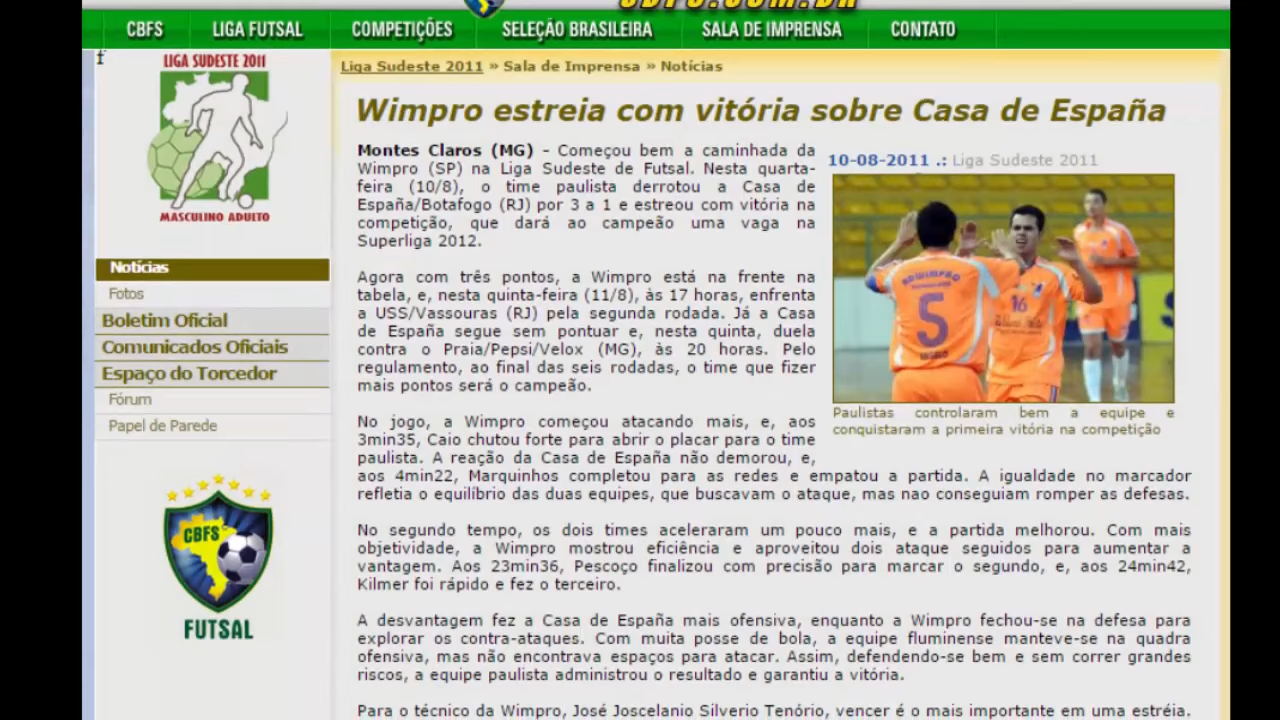 CBFS LIGA FUTSAL COMPETIÇÕES SELEÇÃO BRASILEIRA SALA DE IMPRENSA CONTATO
f
LIGA SUDESTE 2011
MASCULINO ADULTO
Notícias
Fotos
Boletim Oficial
Comunicados Oficiais
Espaço do Torcedor
Fórum
Papel de Parede
CBFS
FUTSAL
Liga Sudeste 2011 » Sala de Imprensa » Notícias
Wimpro estreia com vitória sobre Casa de España
10-08-2011 .: Liga Sudeste 2011
5
16
Paulistas controlaram bem a equipe e
conquistaram a primeira vitória na competição
Montes Claros (MG) - Começou bem a caminhada da
Wimpro (SP) na Liga Sudeste de Futsal. Nesta quarta-
feira (10/8), o time paulista derrotou a Casa de
España/Botafogo (RJ) por 3 a 1 e estreou com vitória na
competição, que dará ao campeão uma vaga na
Superliga 2012.
Agora com três pontos, a Wimpro está na frente na
tabela, e, nesta quinta-feira (11/8), às 17 horas, enfrenta
a USS/Vassouras (RJ) pela segunda rodada. Já a Casa
de España segue sem pontuar e, nesta quinta, duela
contra o Praia/Pepsi/Velox (MG), às 20 horas. Pelo
regulamento, ao final das seis rodadas, o time que fizer
mais pontos será o campeão.
No jogo, a Wimpro começou atacando mais, e, aos
3min35, Caio chutou forte para abrir o placar para o time
paulista. A reação da Casa de España não demorou, e,
aos 4min22, Marquinhos completou para as redes e empatou a partida. A igualdade no marcador
refletia o equilíbrio das duas equipes, que buscavam o ataque, mas nao conseguiam romper as defesas.
No segundo tempo, os dois times aceleraram um pouco mais, e a partida melhorou. Com mais
objetividade, a Wimpro mostrou eficiência e aproveitou dois ataque seguidos para aumentar a
vantagem. Aos 23min36, Pescoço finalizou com precisão para marcar o segundo, e, aos 24min42,
Kilmer foi rápido e fez o terceiro.
A desvantagem fez a Casa de España mais ofensiva, enquanto a Wimpro fechou-se na defesa para
explorar os contra-ataques. Com muita posse de bola, a equipe fluminense manteve-se na quadra
ofensiva, mas não encontrava espaços para atacar. Assim, defendendo-se bem e sem correr grandes
riscos, a equipe paulista administrou o resultado e garantiu a vitória.
Para o técnico da Wimpro, José Joscelanio Silverio Tenório, vencer é o mais importante em uma estréia.